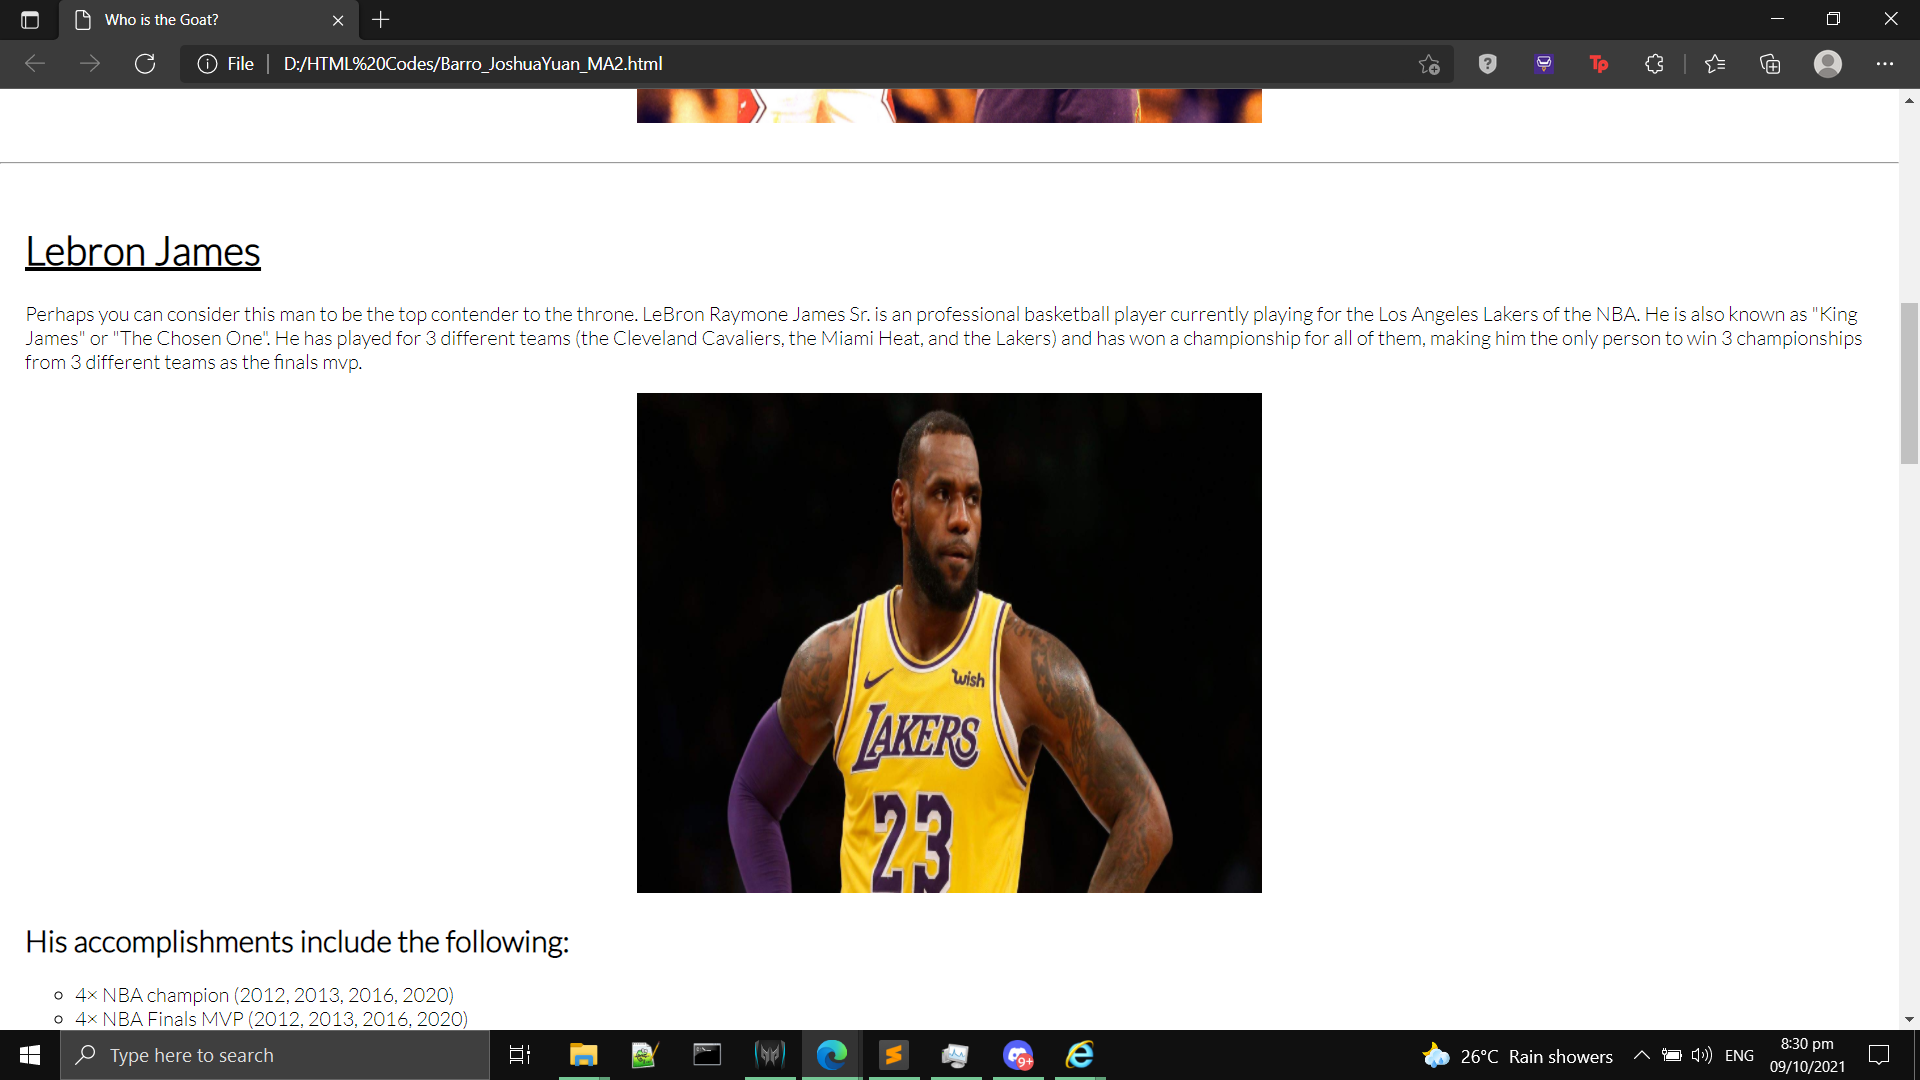 Who is the Goat?
File
D:/HTML%20Codes/Barro_JoshuaYuan_MA2.html
Tp
Lebron James
Perhaps you can consider this man to be the top contender to the throne. LeBron Raymone James Sr. is an professional basketball player currently playing for the Los Angeles Lakers of the NBA. He is also known as "King
James" or "The Chosen One". He has played for 3 different teams (the Cleveland Cavaliers, the Miami Heat, and the Lakers) and has won a championship for all of them, making him the only person to win 3 championships
from 3 different teams as the finals mvp.
wish
LAKERS
23
His accomplishments include the following:
4× NBA champion (2012, 2013, 2016, 2020)
4× NBA Finals MVP (2012, 2013, 2016, 2020)
Type here to search
9+
26°C Rain showers
ENG
8:30 pm
09/10/2021